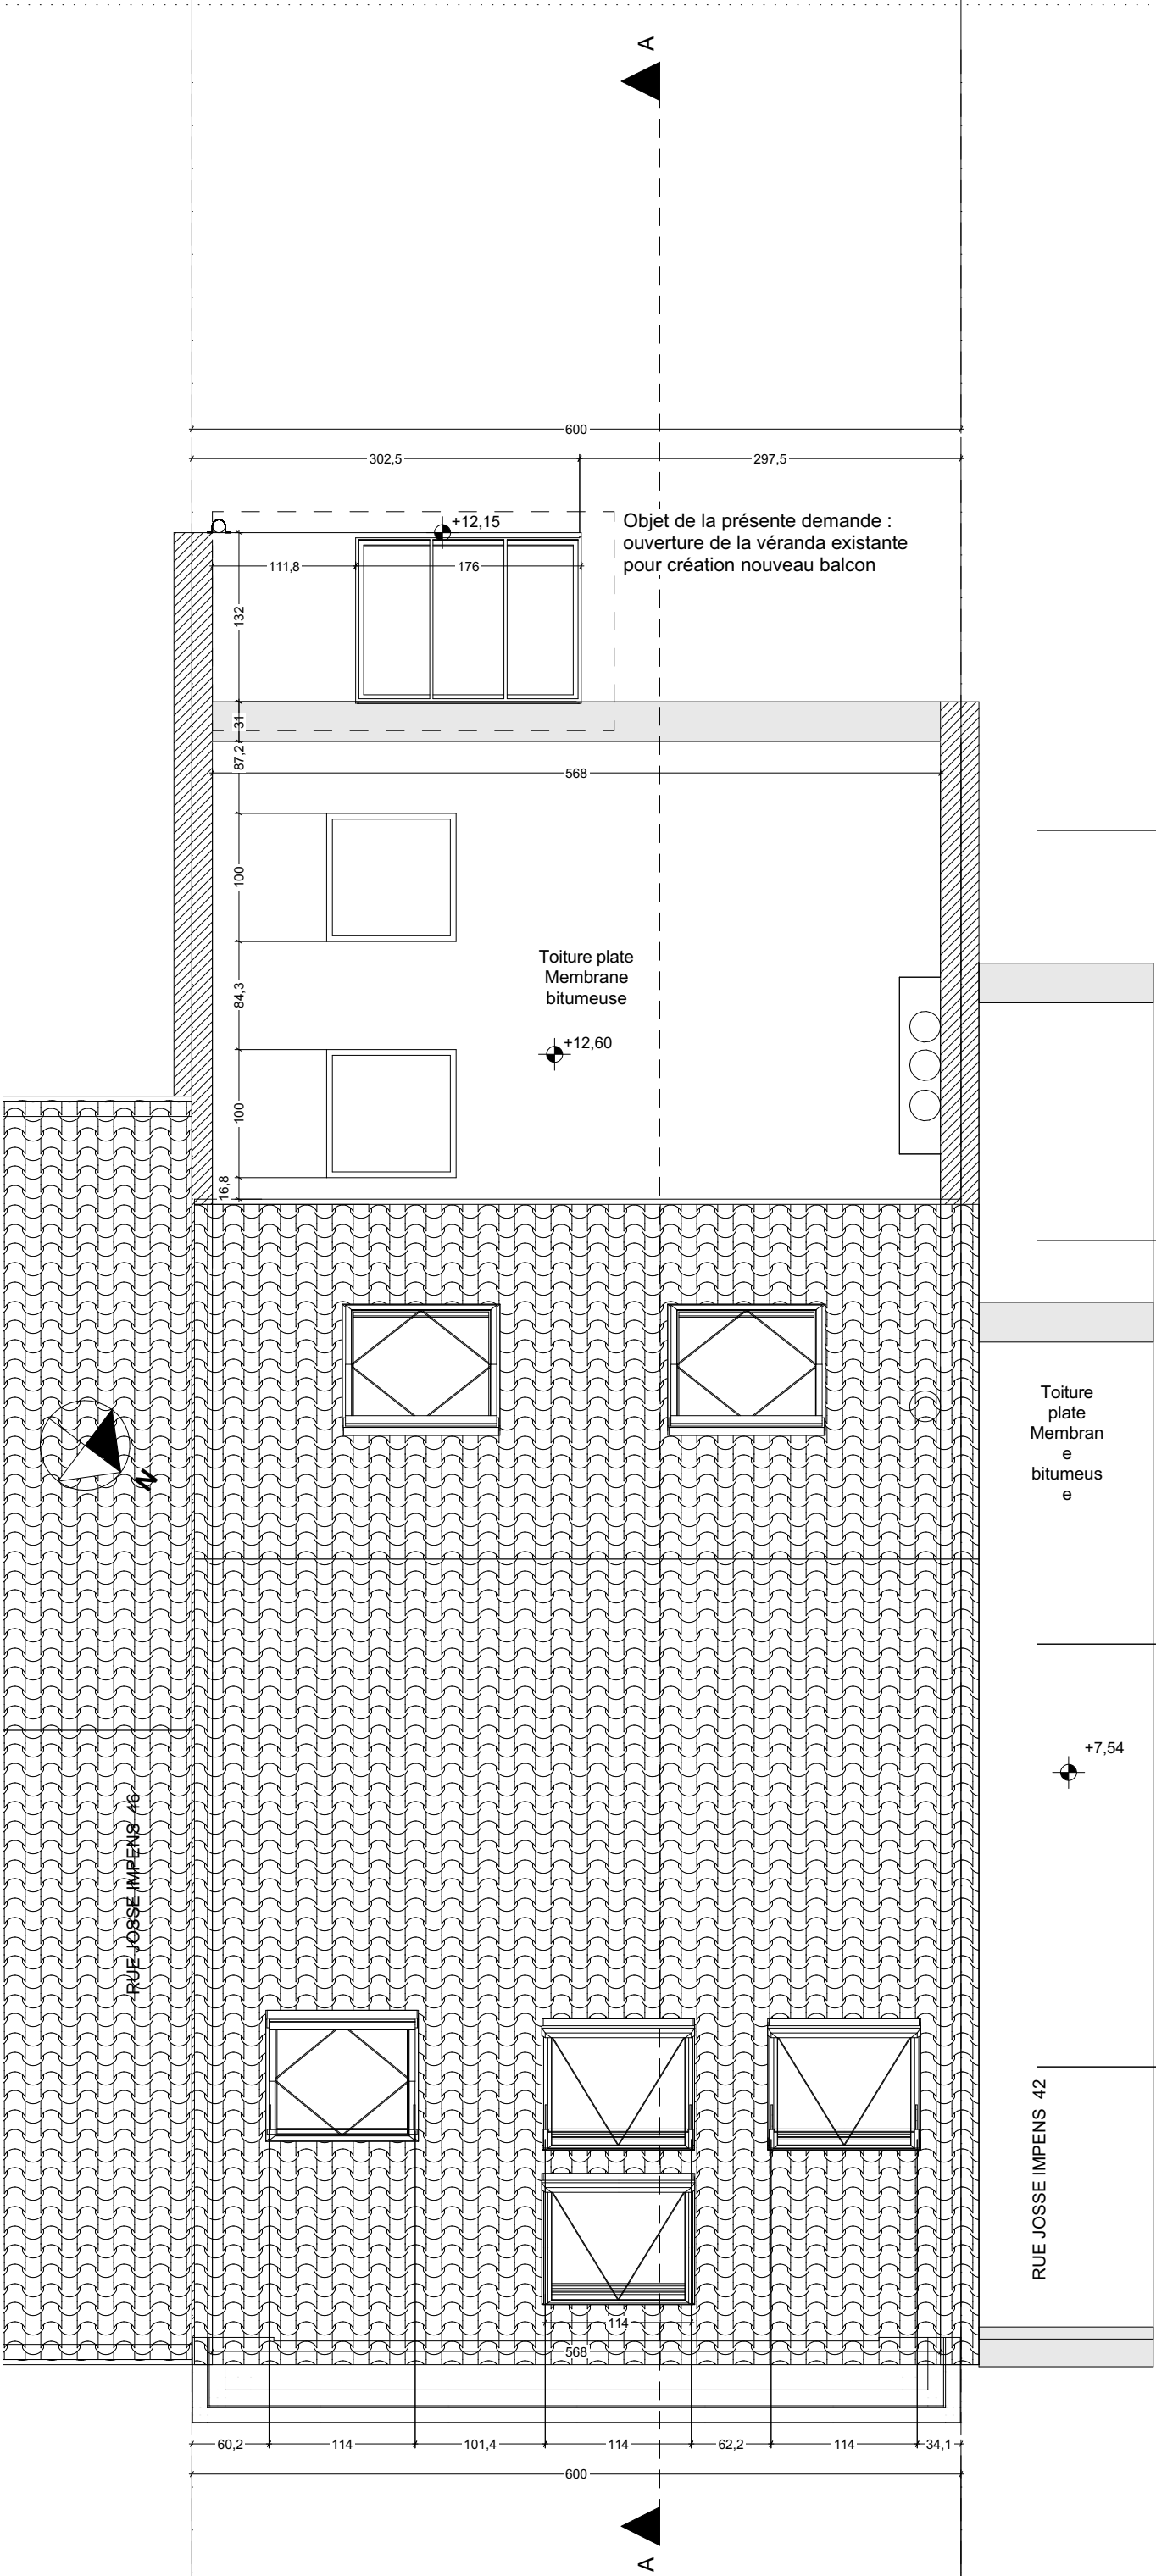 A
600
302,5
297,5
+12,15
Objet de la présente demande :
ouverture de la véranda existante
pour création nouveau balcon
111,8
176
132
31
87,2
568
100
Toiture plate
Membrane
bitumeuse
84,3
+12,60
100
16,8
Toiture
plate
Membran
e
bitumeus
e
N
+7,54
RUE JOSSE IMPENS 46
RUE JOSSE IMPENS 42
114
568
60,2
114
101,4
114
62,2
114
34,1
600
A